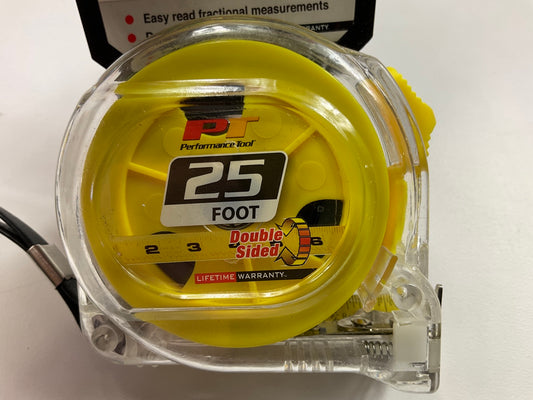 Easy read fractional measurements
PT
Performance Tool
25
FOOT
2 3 8
Double
Sided
LIFETIME WARRANTY